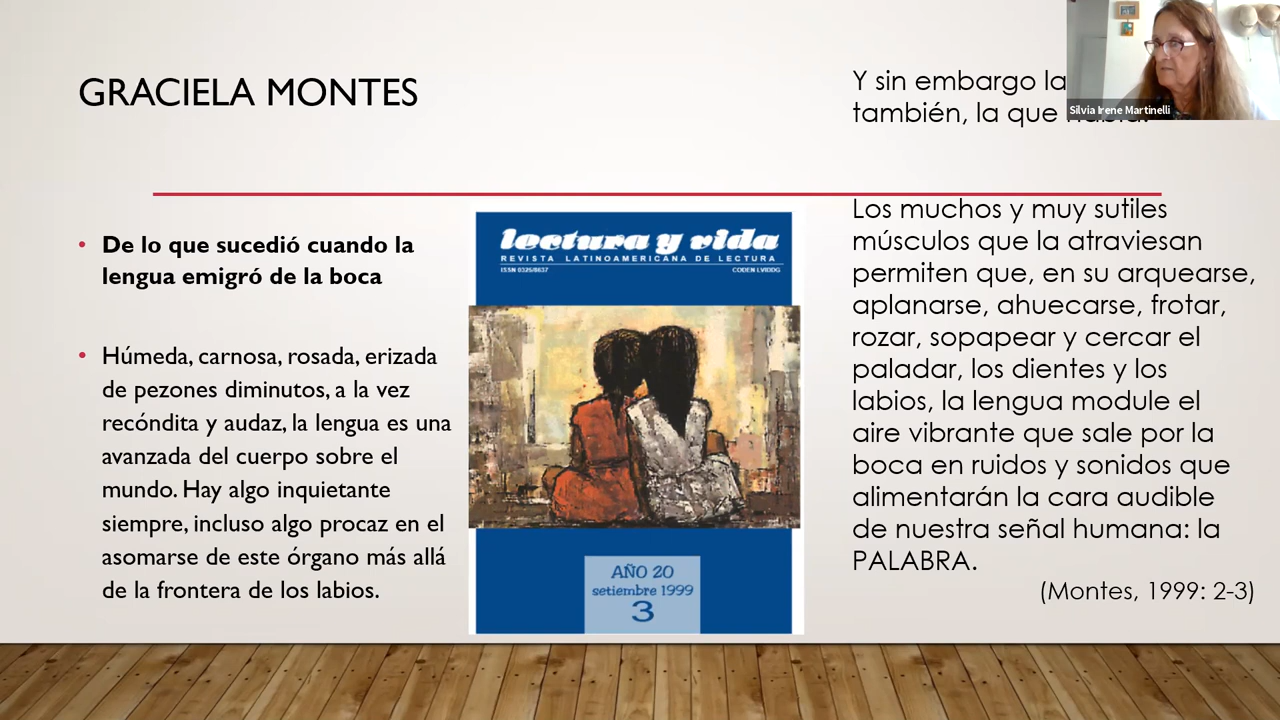 GRACIELA MONTES
De lo que sucedió cuando la
lengua emigró de la boca
Húmeda, carnosa, rosada, erizada
de pezones diminutos, a la vez
recóndita y audaz, la lengua es una
avanzada del cuerpo sobre el
mundo. Hay algo inquietante
siempre, incluso algo procaz en el
asomarse de este órgano más allá
de la frontera de los labios.
lectura y vida
REVISTA LATINOAMERICANA DE LECTURA
ISSN 0325/8637 CODEN LVIDDG
AÑO 20
setiembre 1999
3
Y sin embargo la
también, la que
Los muchos y muy sutiles
músculos que la atraviesan
permiten que, en su arquearse,
aplanarse, ahuecarse, frotar,
rozar, sopapear y cercar el
paladar, los dientes y los
labios, la lengua module el
aire vibrante que sale por la
boca en ruidos y sonidos que
alimentarán la cara audible
de nuestra señal humana: la
PALABRA.
(Montes, 1999: 2-3)
Silvia Irene Martinelli